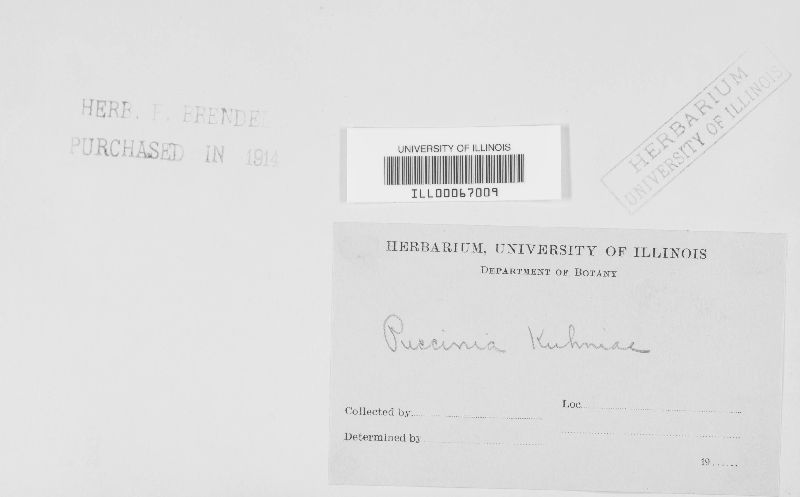 HERB. F. BRENDEL
PURCHASED IN 1914
UNIVERSITY OF ILLINOIS
ILL00067009
HERBARIUM
UNIVERSITY OF ILLINOIS
HERBARIUM, UNIVERSITY OF ILLINOIS
DEPARTMENT OF BOTANY
Puccinia Kuhniae
Collected by
Loc.
Determined by
19